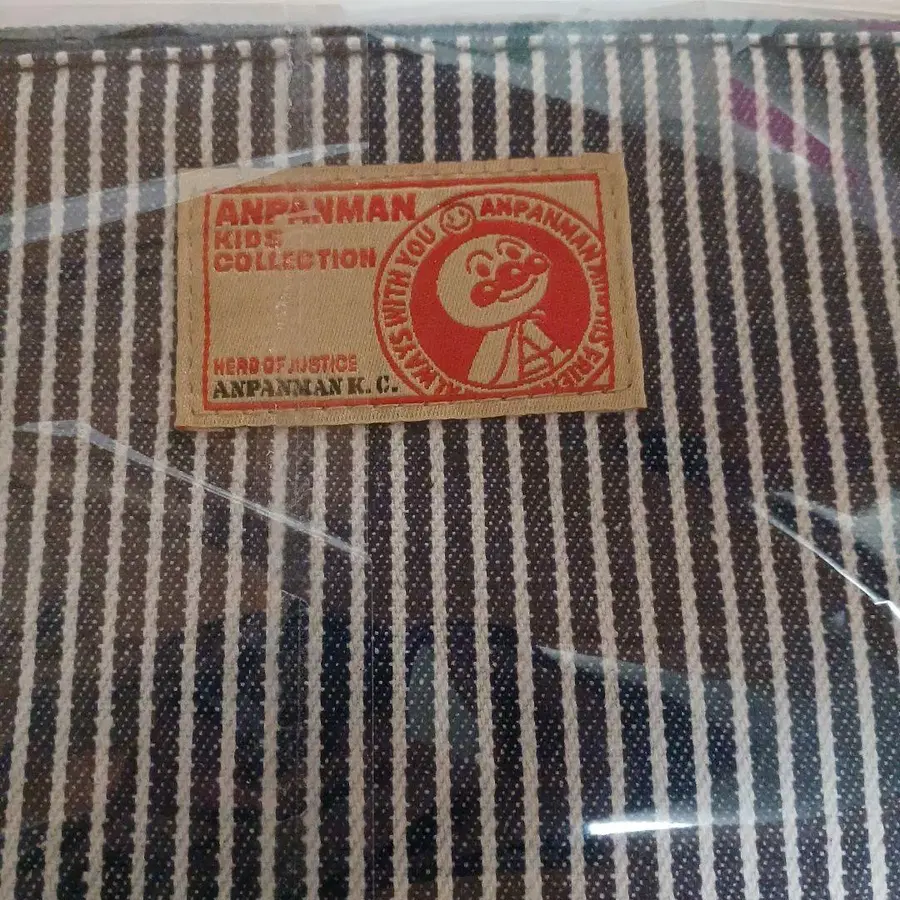 ANPANMAN
KIDS
COLLECTION
HERO OF JUSTICE
ANPANMAN K.C.
ALWAYS WITH YOU
ANPANMAN